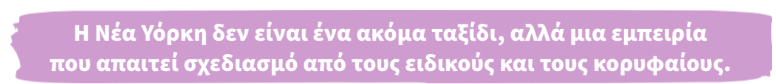 Η Νέα Υόρκη δεν είναι ένα ακόμα ταξίδι, αλλά μια εμπειρία
που απαιτεί σχεδιασμό από τους ειδικούς και τους κορυφαίους.